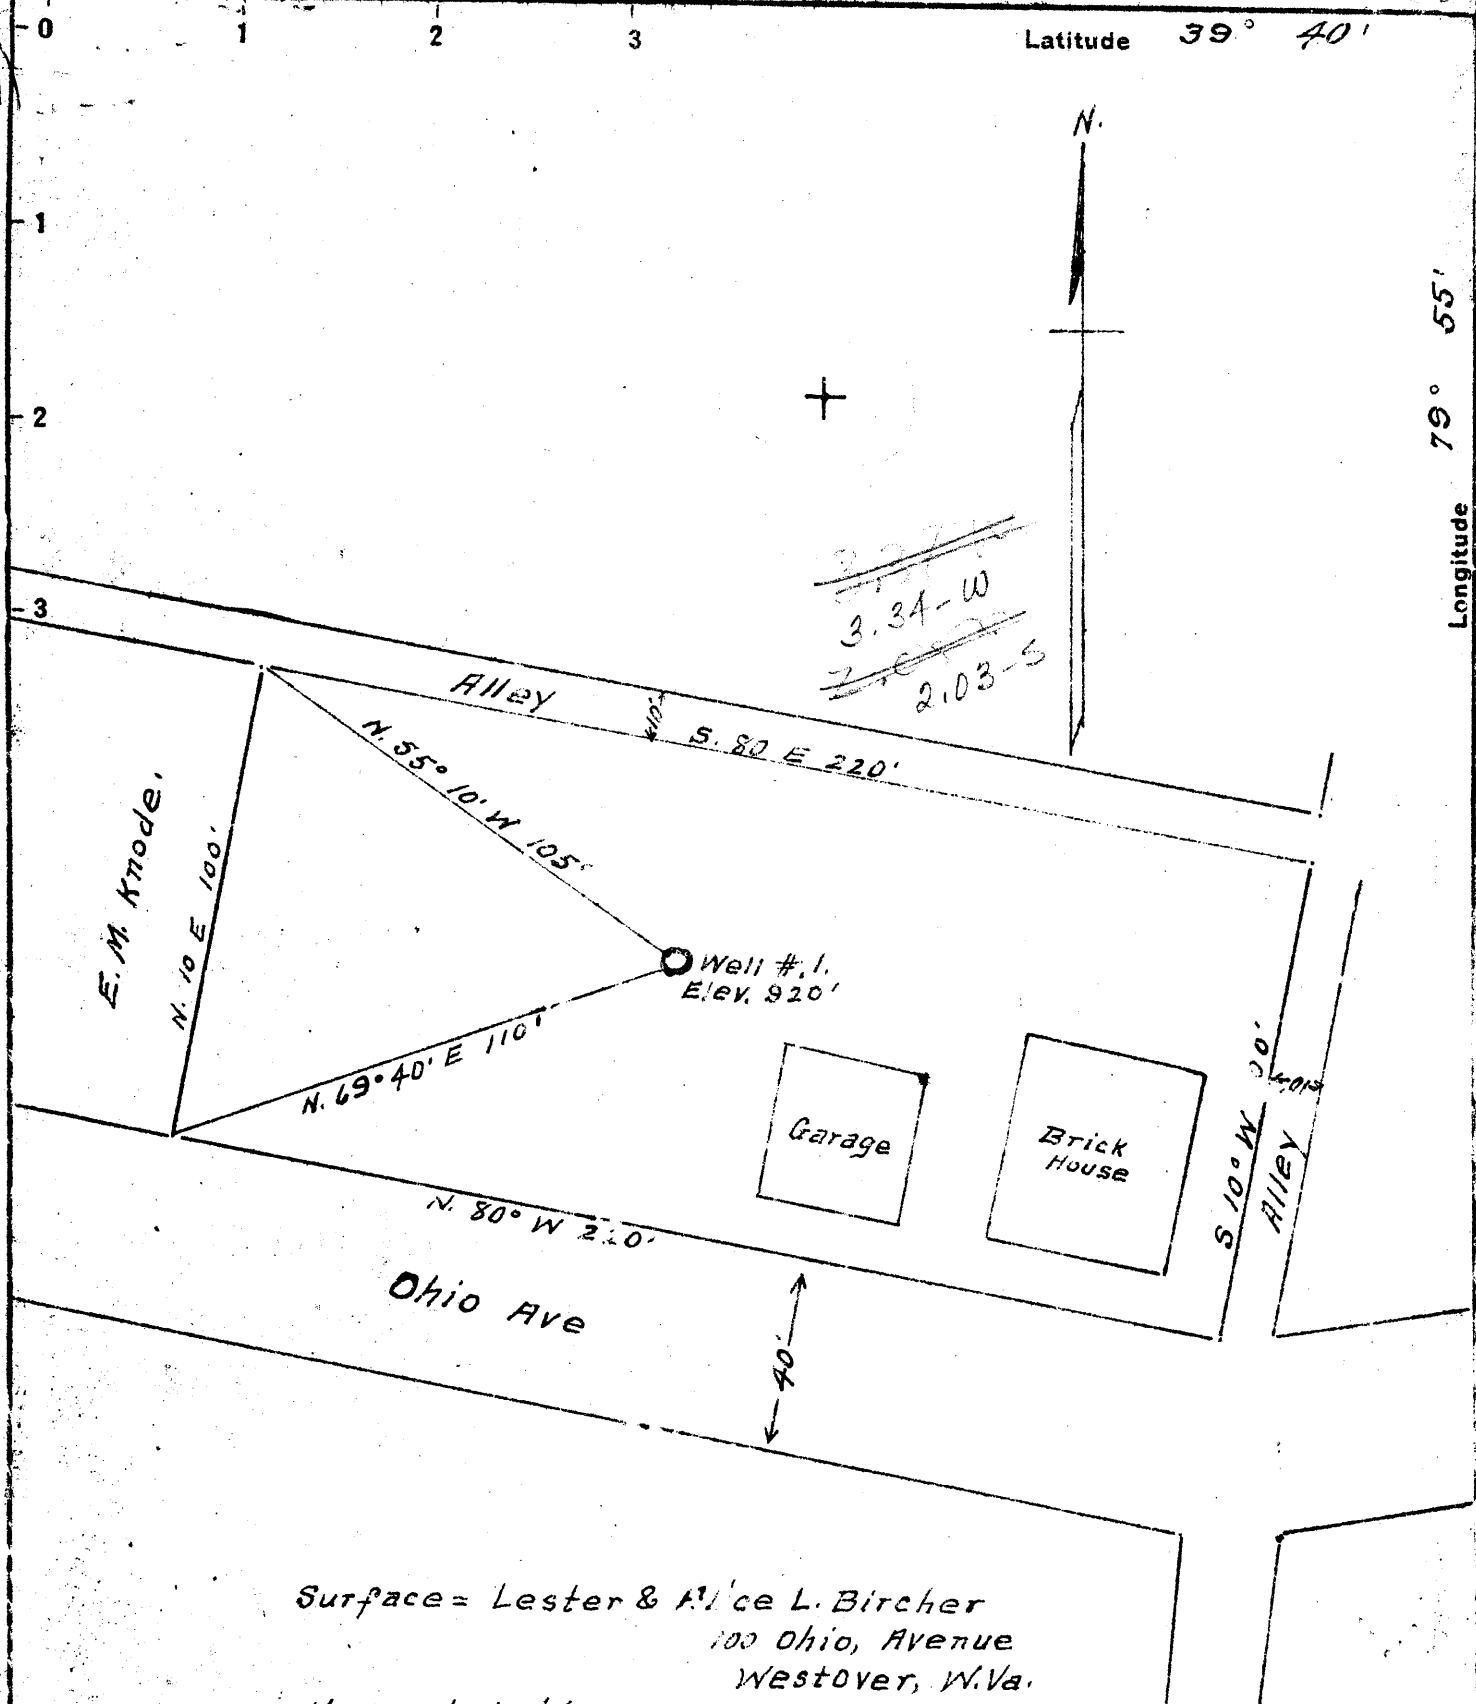 0 1 2 3
Latitude 39° 40'
N.
1
2
3
Longitude 79° 55'
3.34-W
2.03-S
Alley
10'
S. 80 E 220'
N. 55° 10' W 105'
E. M. Knode.
N. 10 E 100'
Well #.1.
Elev. 920'
N. 69° 40' E 110'
Garage
Brick
House
S 10° W
10'
Alley
N. 80° W
Ohio Ave
40'
Surface = Lester & Alice L. Bircher
100 Ohio, Avenue
Westover, W.Va.